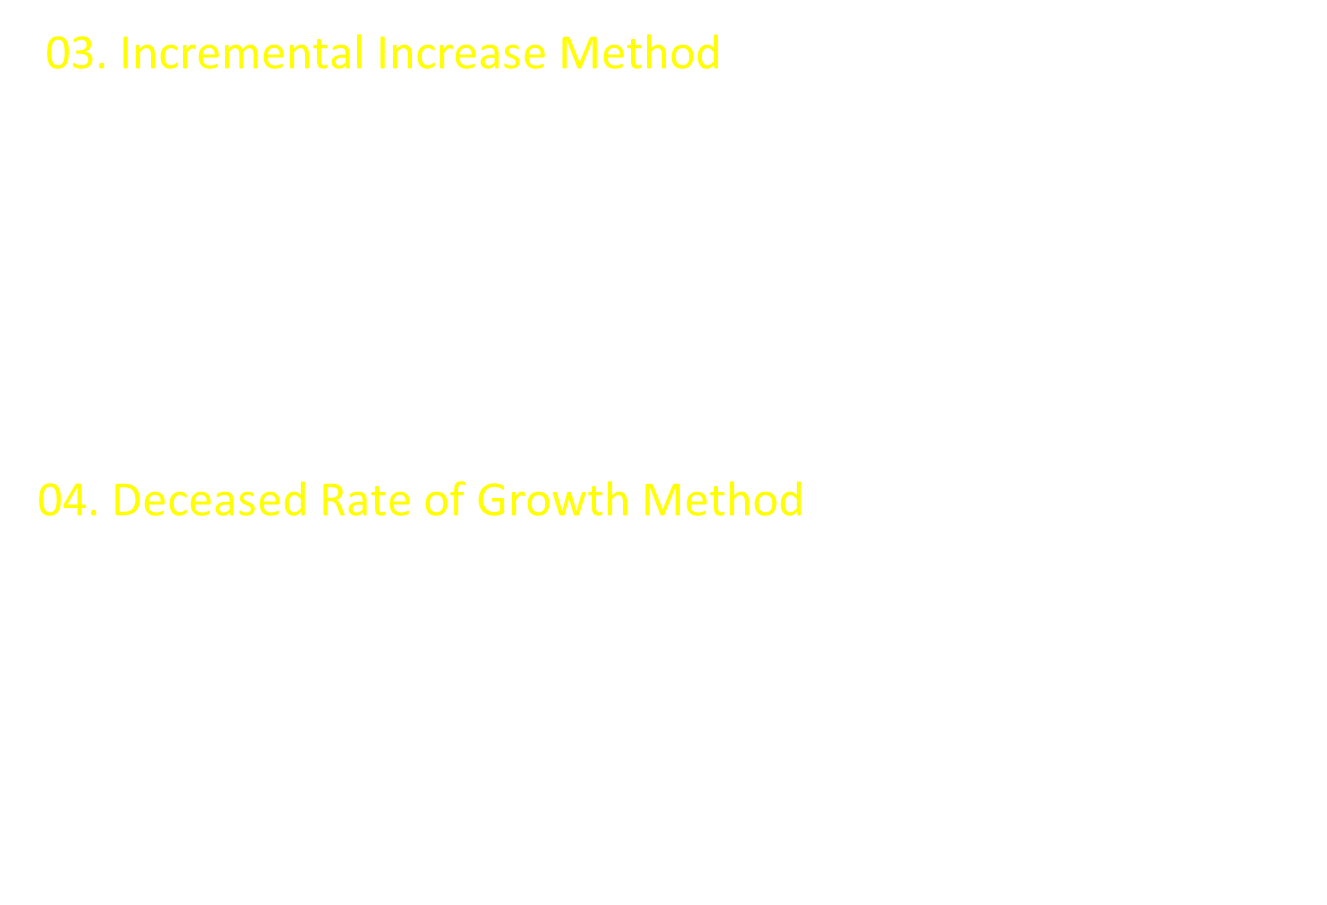 03. Incremental Increase Method
04. Deceased Rate of Growth Method